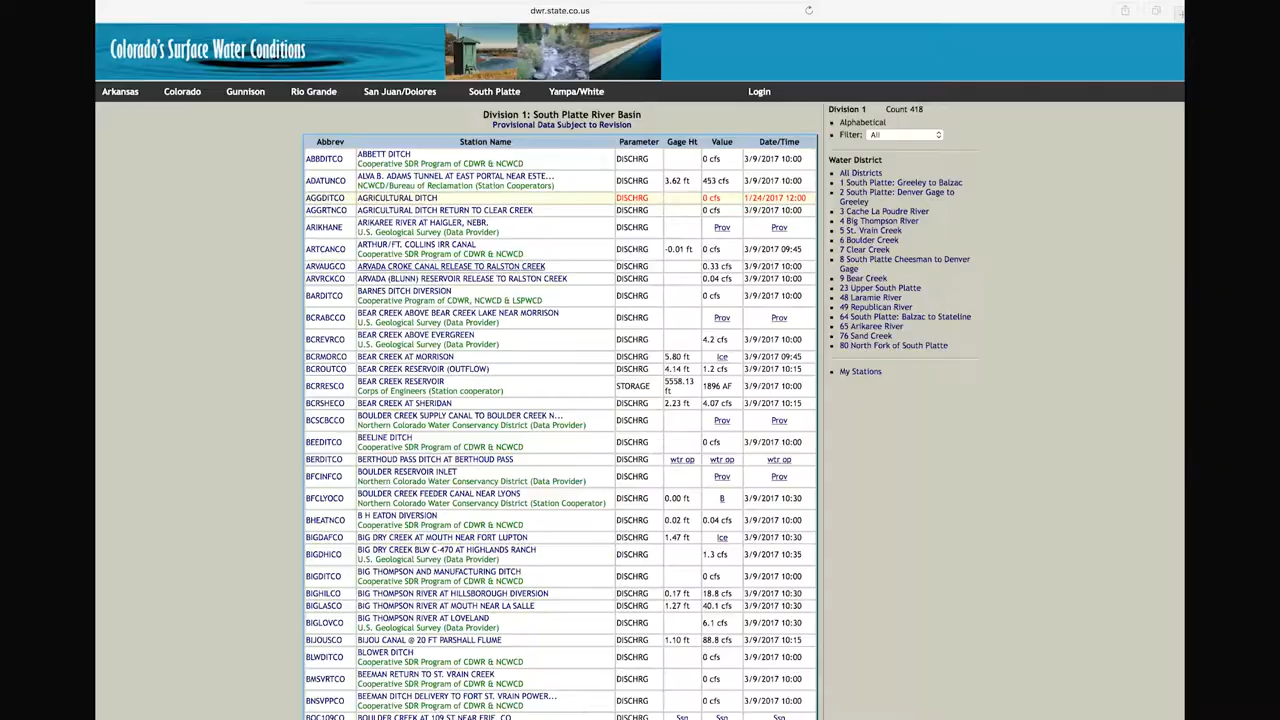 dwr.state.co.us
Colorado's Surface Water Conditions
Arkansas Colorado Gunnison Rio Grande San Juan/Dolores South Platte Yampa/White Login
Division 1: South Platte River Basin
Provisional Data Subject to Revision
Abbrev Station Name Parameter Gage Ht Value Date/Time
ABBDITCO ABBETT DITCH DISCHRG 0 cfs 3/9/2017 10:00
Cooperative SDR Program of CDWR & NCWCD
ADATUNCO ALVA B. ADAMS TUNNEL AT EAST PORTAL NEAR ESTE... DISCHRG 3.62 ft 453 cfs 3/9/2017 10:00
NCWCD/Bureau of Reclamation (Station Cooperators)
AGGDITCO AGRICULTURAL DITCH DISCHRG 0 cfs 1/24/2017 12:00
AGGRTNCO AGRICULTURAL DITCH RETURN TO CLEAR CREEK DISCHRG 0 cfs 3/9/2017 10:00
ARIKHANE ARIKAREE RIVER AT HAIGLER, NEBR. DISCHRG Prov Prov
U.S. Geological Survey (Data Provider)
ARTCANCO ARTHUR/FT. COLLINS IRR CANAL DISCHRG -0.01 ft 0 cfs 3/9/2017 09:45
Cooperative SDR Program of CDWR & NCWCD
ARVAUGCO ARVADA CROKE CANAL RELEASE TO RALSTON CREEK DISCHRG 0.33 cfs 3/9/2017 10:00
ARVRCKCO ARVADA (BLUNN) RESERVOIR RELEASE TO RALSTON CREEK DISCHRG 0.04 cfs 3/9/2017 10:00
BARDITCO BARNES DITCH DIVERSION DISCHRG 0 cfs 3/9/2017 10:00
Cooperative Program of CDWR, NCWCD & LSPWCD
BCRABCCO BEAR CREEK ABOVE BEAR CREEK LAKE NEAR MORRISON DISCHRG Prov Prov
U.S. Geological Survey (Data Provider)
BCREVRCO BEAR CREEK ABOVE EVERGREEN DISCHRG 4.2 cfs 3/9/2017 10:00
U.S. Geological Survey (Data Provider)
BCRMORCO BEAR CREEK AT MORRISON DISCHRG 5.80 ft Ice 3/9/2017 09:45
BCROUTCO BEAR CREEK RESERVOIR (OUTFLOW) DISCHRG 4.14 ft 1.2 cfs 3/9/2017 10:15
BCRRESCO BEAR CREEK RESERVOIR STORAGE 5558.13 ft 1896 AF 3/9/2017 10:00
Corps of Engineers (Station cooperator)
BCRSHECO BEAR CREEK AT SHERIDAN DISCHRG 2.23 ft 4.07 cfs 3/9/2017 10:15
BCSCBCCO BOULDER CREEK SUPPLY CANAL TO BOULDER CREEK N... DISCHRG Prov Prov
Northern Colorado Water Conservancy District (Data Provider)
BEEDITCO BEELINE DITCH DISCHRG 0 cfs 3/9/2017 10:00
Cooperative SDR Program of CDWR & NCWCD
BERDITCO BERTHOUD PASS DITCH AT BERTHOUD PASS DISCHRG wtr op wtr op wtr op
BFCINFCO BOULDER RESERVOIR INLET DISCHRG Prov Prov
Northern Colorado Water Conservancy District (Data Provider)
BFCLYOCO BOULDER CREEK FEEDER CANAL NEAR LYONS DISCHRG 0.00 ft B 3/9/2017 10:30
Northern Colorado Water Conservancy District (Station Cooperator)
BHEATNCO B H EATON DIVERSION DISCHRG 0.02 ft 0.04 cfs 3/9/2017 10:00
Cooperative SDR Program of CDWR & NCWCD
BIGDAFCO BIG DRY CREEK AT MOUTH NEAR FORT LUPTON DISCHRG 1.47 ft Ice 3/9/2017 10:30
BIGDHICO BIG DRY CREEK BLW C-470 AT HIGHLANDS RANCH DISCHRG 1.3 cfs 3/9/2017 10:35
U.S. Geological Survey (Data Provider)
BIGDITCO BIG THOMPSON AND MANUFACTURING DITCH DISCHRG 0 cfs 3/9/2017 10:00
Cooperative SDR Program of CDWR & NCWCD
BIGHILCO BIG THOMPSON RIVER AT HILLSBOROUGH DIVERSION DISCHRG 0.17 ft 18.8 cfs 3/9/2017 10:30
BIGLASCO BIG THOMPSON RIVER AT MOUTH NEAR LA SALLE DISCHRG 1.27 ft 40.1 cfs 3/9/2017 10:30
BIGLOVCO BIG THOMPSON RIVER AT LOVELAND DISCHRG 6.1 cfs 3/9/2017 10:30
U.S. Geological Survey (Data Provider)
BIJOUSCO BIJOU CANAL @ 20 FT PARSHALL FLUME DISCHRG 1.10 ft 88.8 cfs 3/9/2017 10:15
BLWDITCO BLOWER DITCH DISCHRG 0 cfs 3/9/2017 10:00
Cooperative SDR Program of CDWR & NCWCD
BMSVRTCO BEEMAN RETURN TO ST. VRAIN CREEK DISCHRG 0 cfs 3/9/2017 10:00
Cooperative SDR Program of CDWR & NCWCD
BNSVPPCO BEEMAN DITCH DELIVERY TO FORT ST. VRAIN POWER... DISCHRG 0 cfs 3/9/2017 10:00
Cooperative SDR Program of CDWR & NCWCD
BOC109CO BOULDER CREEK AT 109 ST NEAR ERIE, CO DISCHRG Ssn Ssn Ssn
Division 1 Count 418
Alphabetical
Filter: All
Water District
All Districts
1 South Platte: Greeley to Balzac
2 South Platte: Denver Gage to
Greeley
3 Cache La Poudre River
4 Big Thompson River
5 St. Vrain Creek
6 Boulder Creek
7 Clear Creek
8 South Platte Cheesman to Denver
Gage
9 Bear Creek
23 Upper South Platte
48 Laramie River
49 Republican River
64 South Platte: Balzac to Stateline
65 Arikaree River
76 Sand Creek
80 North Fork of South Platte
My Stations